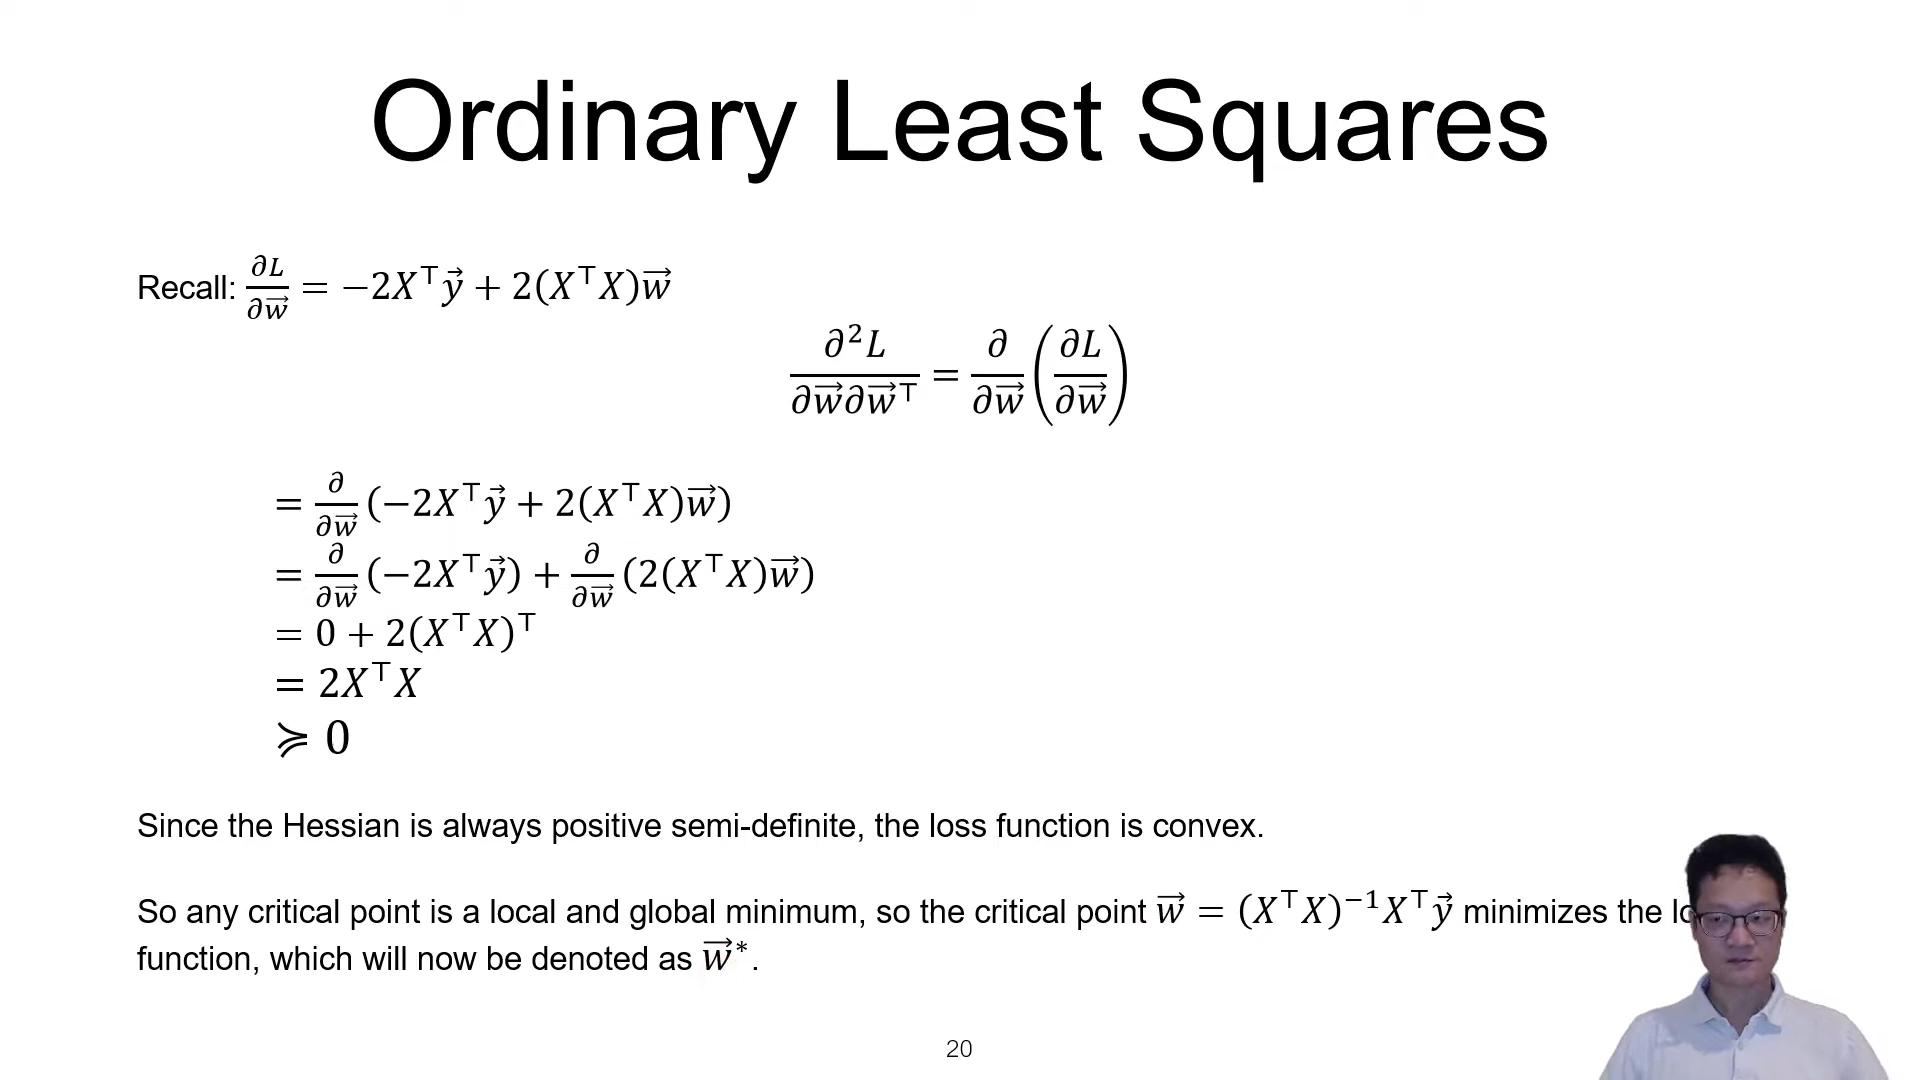 Ordinary Least Squares
Recall: ∂L/∂w⃗ = −2X⊤y⃗ + 2(X⊤X)w⃗
∂²L/∂w⃗∂w⃗⊤ = ∂/∂w⃗ (∂L/∂w⃗)
= ∂/∂w⃗ (−2X⊤y⃗ + 2(X⊤X)w⃗)
= ∂/∂w⃗ (−2X⊤y⃗) + ∂/∂w⃗ (2(X⊤X)w⃗)
= 0 + 2(X⊤X)⊤
= 2X⊤X
≽ 0
Since the Hessian is always positive semi-definite, the loss function is convex.
So any critical point is a local and global minimum, so the critical point w⃗ = (X⊤X)⁻¹X⊤y⃗ minimizes the
function, which will now be denoted as w⃗*.
20